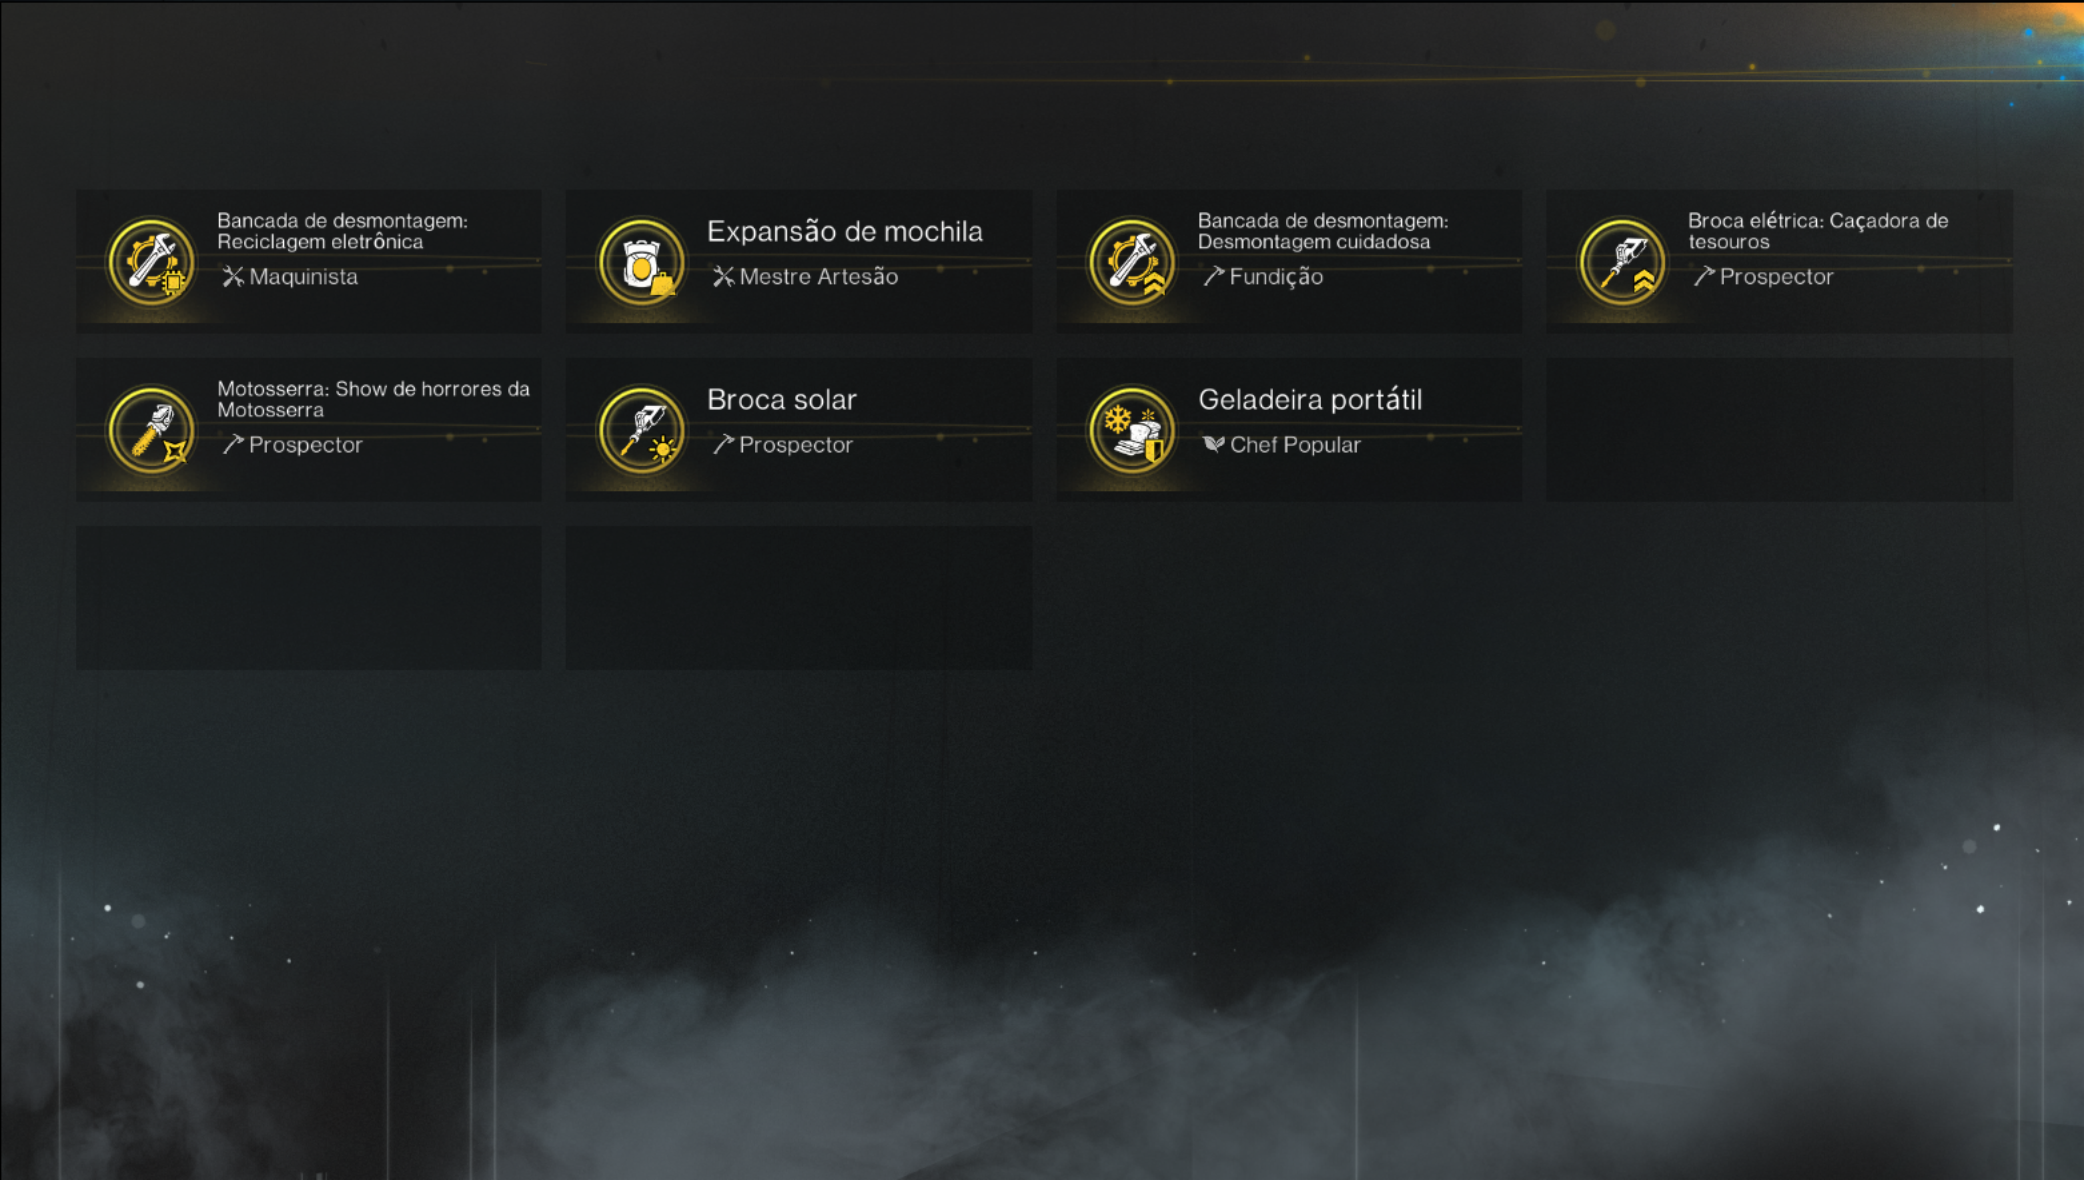 Bancada de desmontagem:
Reciclagem eletrônica
Maquinista
Expansão de mochila
Mestre Artesão
Bancada de desmontagem:
Desmontagem cuidadosa
Fundição
Broca elétrica: Caçadora de
tesouros
Prospector
Motosserra: Show de horrores da
Motosserra
Prospector
Broca solar
Prospector
Geladeira portátil
Chef Popular